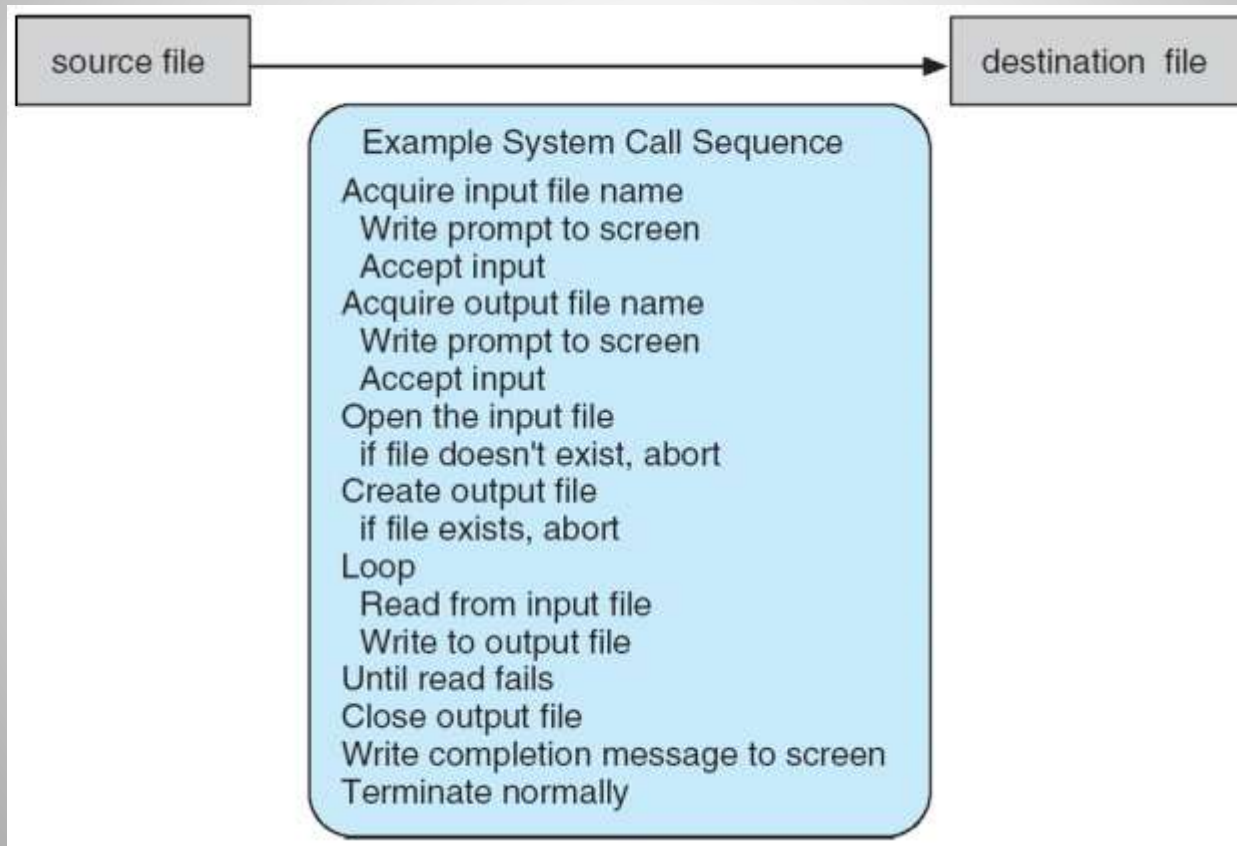 source file
destination file
Example System Call Sequence
Acquire input file name
Write prompt to screen
Accept input
Acquire output file name
Write prompt to screen
Accept input
Open the input file
if file doesn't exist, abort
Create output file
if file exists, abort
Loop
Read from input file
Write to output file
Until read fails
Close output file
Write completion message to screen
Terminate normally